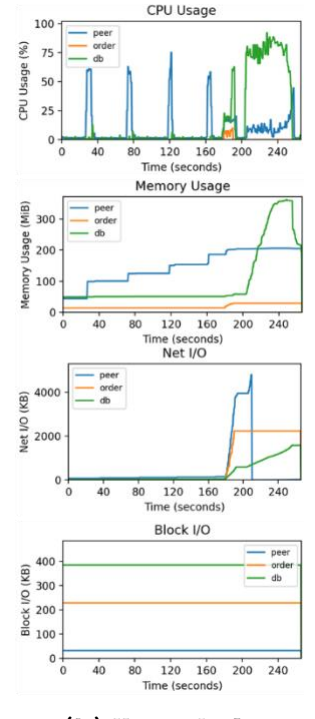 CPU Usage
100
75
50
25
0
CPU Usage (%)
peer
order
db
0 40 80 120 160 200 240
Time (seconds)
Memory Usage
300
200
100
0
Memory Usage (MiB)
peer
order
db
0 40 80 120 160 200 240
Time (seconds)
Net I/O
4000
2000
0
Net I/O (KB)
peer
order
db
0 40 80 120 160 200 240
Time (seconds)
Block I/O
400
300
200
100
0
Block I/O (KB)
peer
order
db
0 40 80 120 160 200 240
Time (seconds)